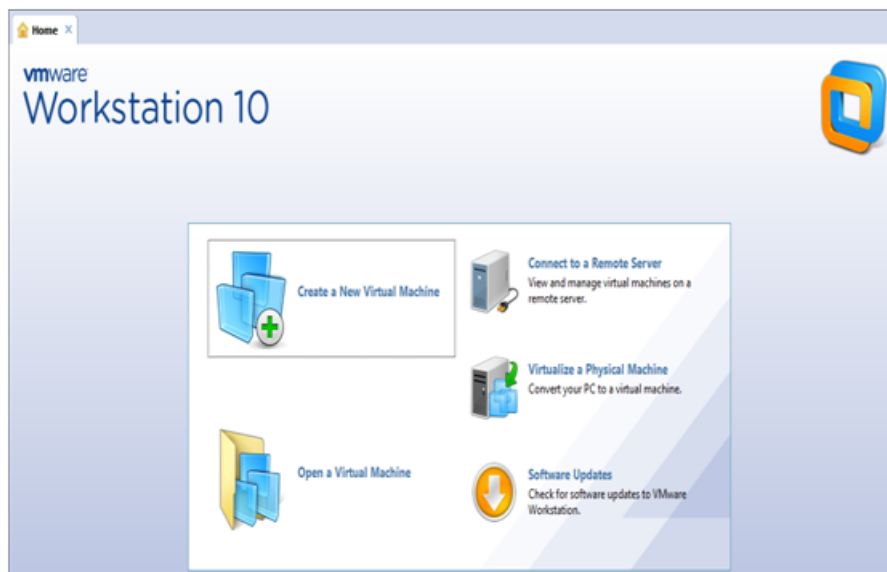 Home
vmware
Workstation 10
Create a New Virtual Machine
Open a Virtual Machine
Connect to a Remote Server
View and manage virtual machines on a
remote server.
Virtualize a Physical Machine
Convert your PC to a virtual machine.
Software Updates
Check for software updates to VMware
Workstation.